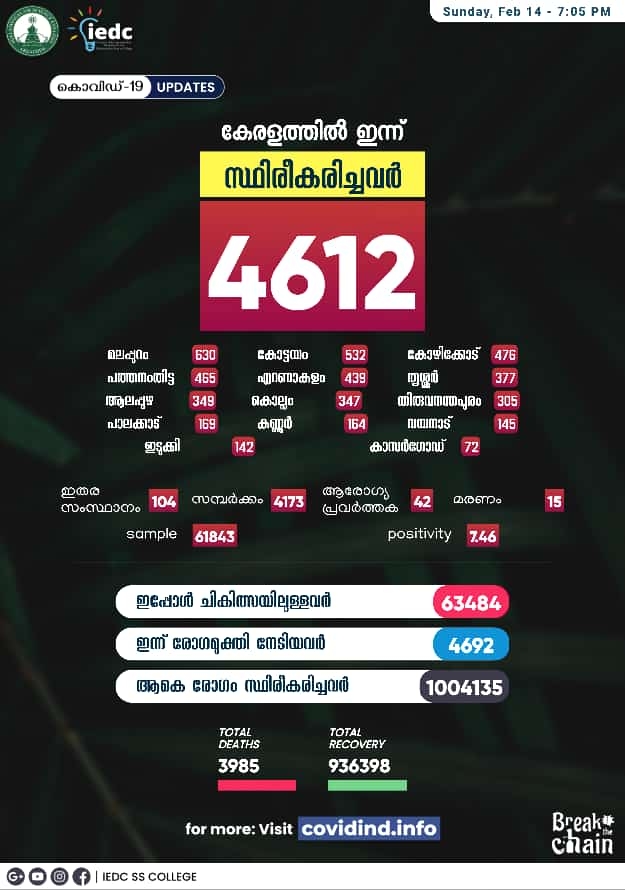 Sunday, Feb 14 - 7:05 PM
iedc
കൊവിഡ്-19 UPDATES
കേരളത്തിൽ ഇന്ന്
സ്ഥിരീകരിച്ചവർ
4612
മലപ്പുറം 630 കോട്ടയം 532 കോഴിക്കോട് 476
പത്തനംതിട്ട 465 എറണാകുളം 439 തൃശ്ശൂർ 377
ആലപ്പുഴ 349 കൊല്ലം 347 തിരുവനന്തപുരം 305
പാലക്കാട് 169 കണ്ണൂർ 164 വയനാട് 145
ഇടുക്കി 142 കാസർഗോഡ് 72
ഇതര സംസ്ഥാനം 104 സമ്പർക്കം 4173 ആരോഗ്യ പ്രവർത്തക 42 മരണം 15
sample 61843 positivity 7.46
ഇപ്പോൾ ചികിത്സയിലുള്ളവർ 63484
ഇന്ന് രോഗമുക്തി നേടിയവർ 4692
ആകെ രോഗം സ്ഥിരീകരിച്ചവർ 1004135
TOTAL DEATHS TOTAL RECOVERY
3985 936398
for more: Visit covidind.info
Break the chain
IEDC SS COLLEGE